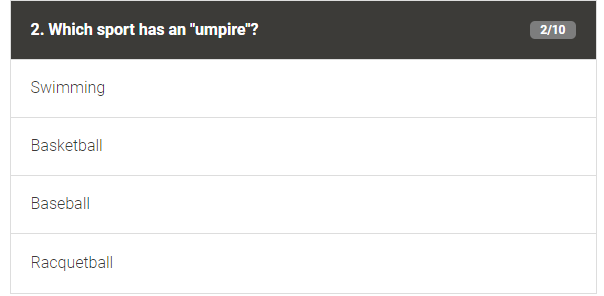 2. Which sport has an "umpire"?
2/10
Swimming
Basketball
Baseball
Racquetball